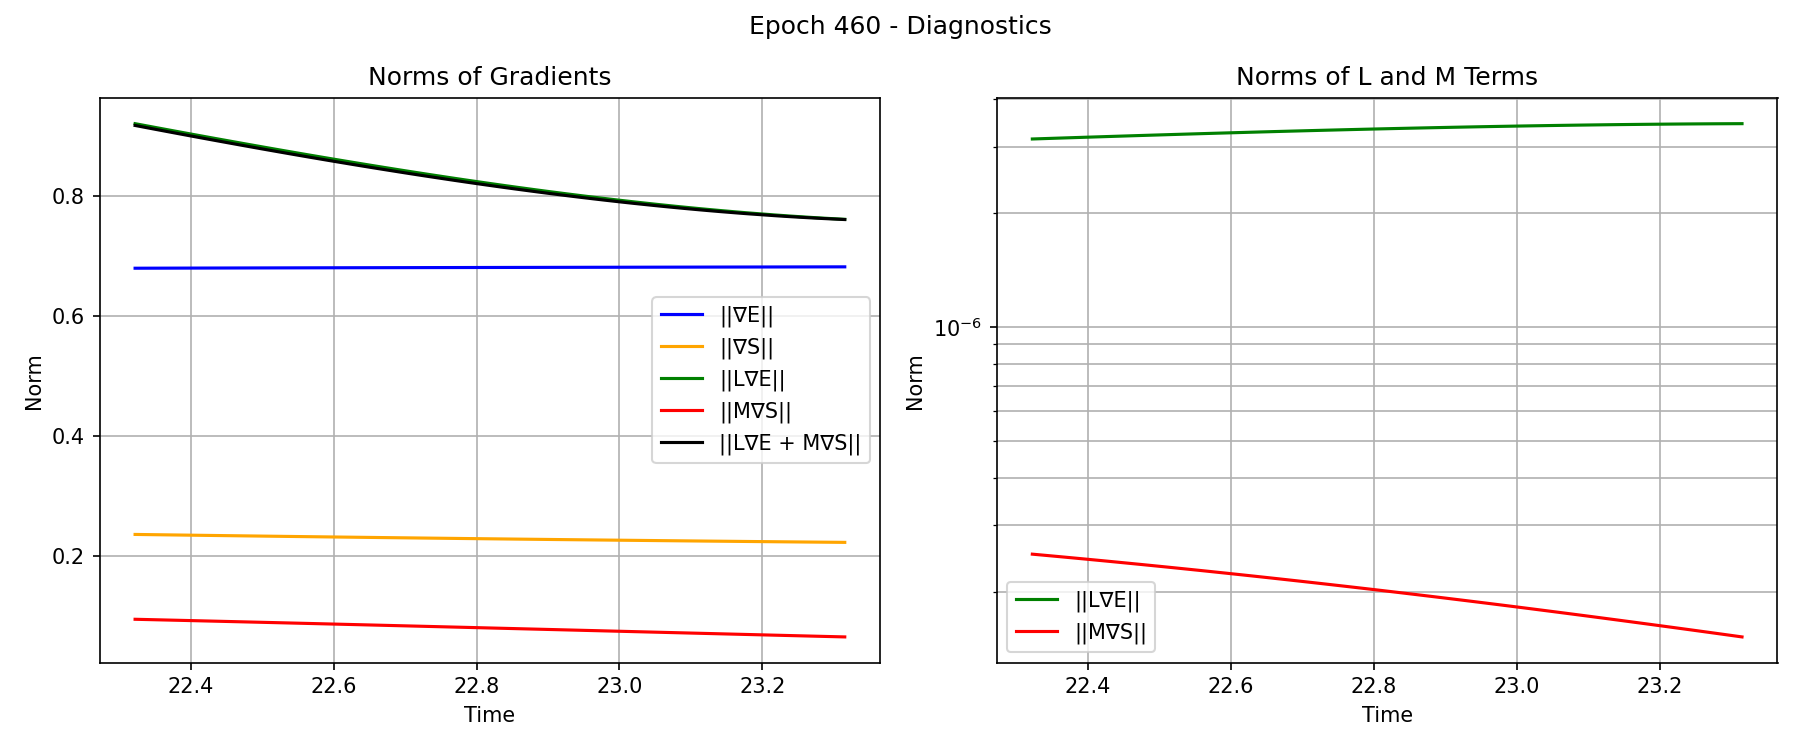 Epoch 460 - Diagnostics
Norms of Gradients
0.8
0.6
0.4
0.2
Norm
||∇E||
||∇S||
||L∇E||
||M∇S||
||L∇E + M∇S||
22.4 22.6 22.8 23.0 23.2
Time
Norms of L and M Terms
10⁻⁶
Norm
||L∇E||
||M∇S||
22.4 22.6 22.8 23.0 23.2
Time